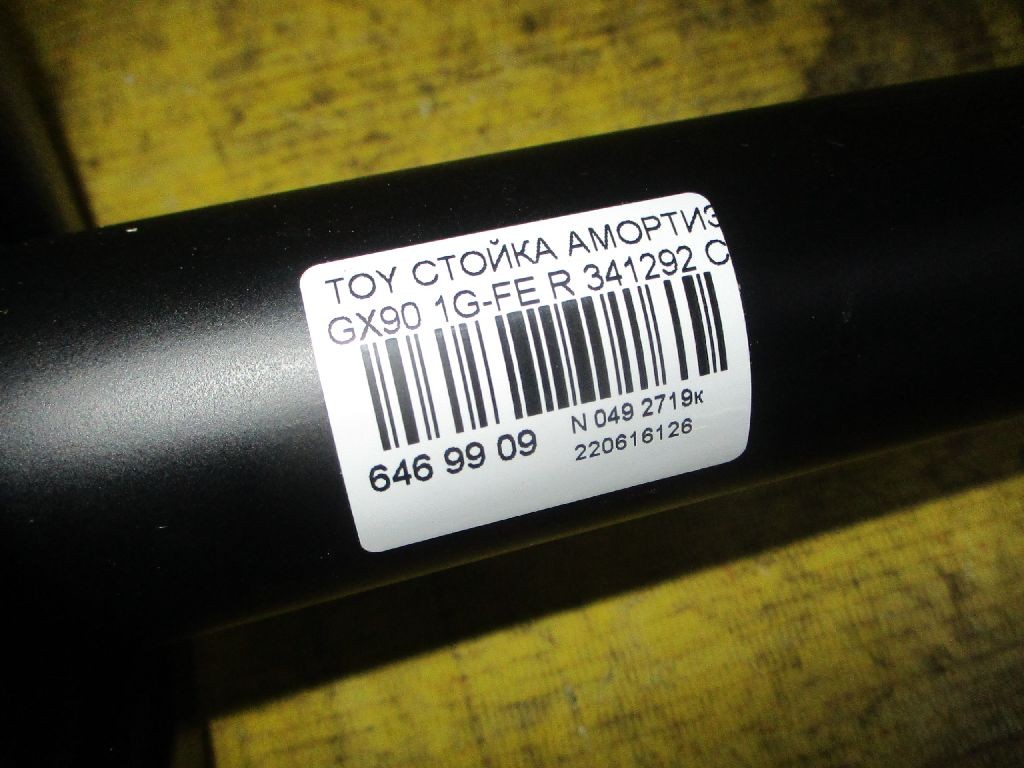 TOY СТОЙКА АМОРТИЗ
GX90 1G-FE R 341292 C
646 99 09
N 049 2719к
220616126